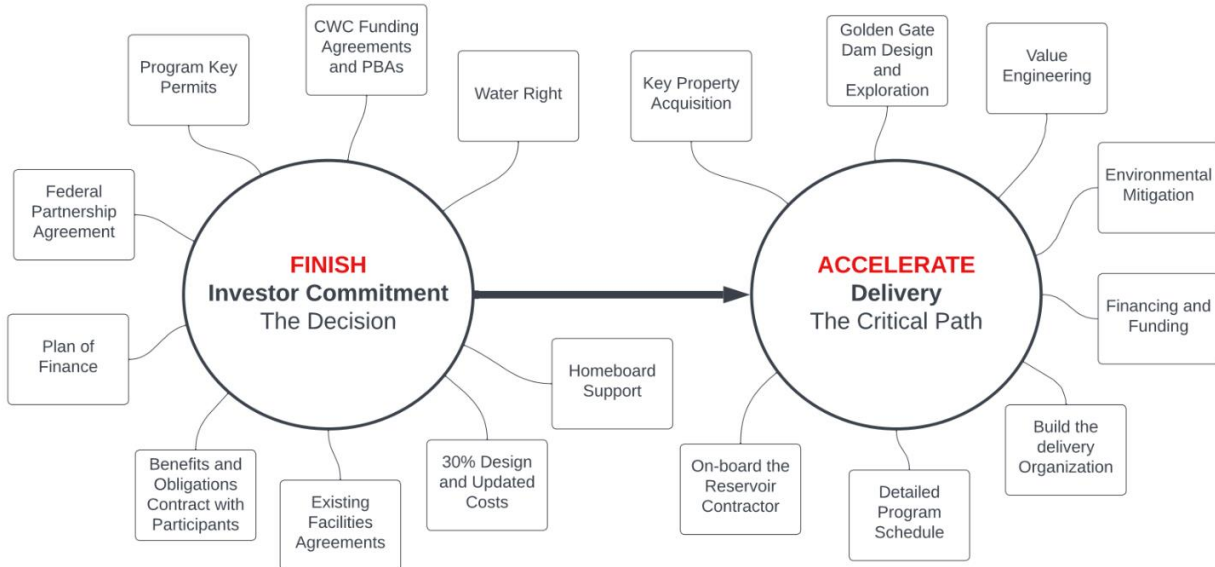 CWC Funding
Agreements
and PBAs
Program Key
Permits
Water Right
Federal
Partnership
Agreement
FINISH
Investor Commitment
The Decision
Plan of
Finance
Homeboard
Support
Benefits and
Obligations
Contract with
Participants
Existing
Facilities
Agreements
30% Design
and Updated
Costs
Golden Gate
Dam Design
and
Exploration
Key Property
Acquisition
Value
Engineering
Environmental
Mitigation
ACCELERATE
Delivery
The Critical Path
Financing and
Funding
Build the
delivery
Organization
On-board the
Reservoir
Contractor
Detailed
Program
Schedule